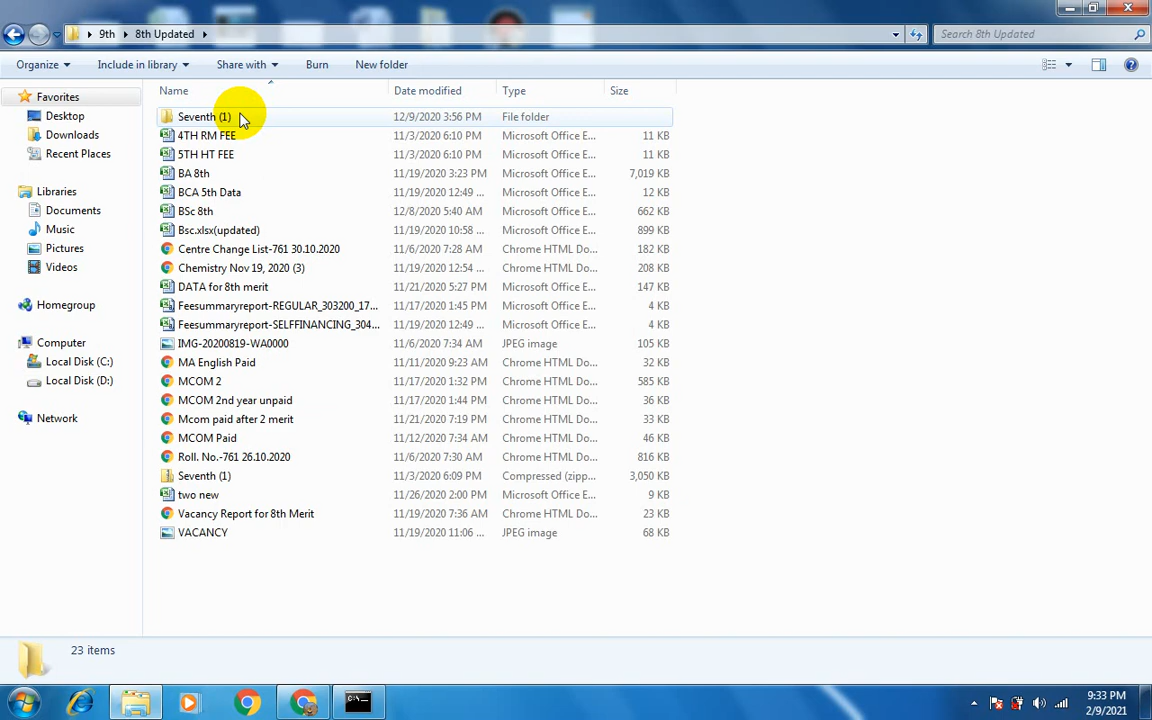 9th
8th Updated
Search 8th Updated
Organize
Include in library
Share with
Burn
New folder
Favorites
Desktop
Downloads
Recent Places
Libraries
Documents
Music
Pictures
Videos
Homegroup
Computer
Local Disk (C:)
Local Disk (D:)
Network
Name Date modified Type Size
Seventh (1) 12/9/2020 3:56 PM File folder
4TH RM FEE 11/3/2020 6:10 PM Microsoft Office E... 11 KB
5TH HT FEE 11/3/2020 6:10 PM Microsoft Office E... 11 KB
BA 8th 11/19/2020 3:23 PM Microsoft Office E... 7,019 KB
BCA 5th Data 11/19/2020 12:49 ... Microsoft Office E... 12 KB
BSc 8th 12/8/2020 5:40 AM Microsoft Office E... 662 KB
Bsc.xlsx(updated) 11/19/2020 10:58 ... Microsoft Office E... 899 KB
Centre Change List-761 30.10.2020 11/6/2020 7:28 AM Chrome HTML Do... 182 KB
Chemistry Nov 19, 2020 (3) 11/19/2020 12:54 ... Chrome HTML Do... 208 KB
DATA for 8th merit 11/21/2020 5:27 PM Microsoft Office E... 147 KB
Feesummaryreport-REGULAR_303200_17... 11/17/2020 1:45 PM Microsoft Office E... 4 KB
Feesummaryreport-SELFFINANCING_304... 11/19/2020 12:49 ... Microsoft Office E... 4 KB
IMG-20200819-WA0000 11/6/2020 7:34 AM JPEG image 105 KB
MA English Paid 11/11/2020 9:23 AM Chrome HTML Do... 32 KB
MCOM 2 11/17/2020 1:32 PM Chrome HTML Do... 585 KB
MCOM 2nd year unpaid 11/17/2020 1:44 PM Chrome HTML Do... 36 KB
Mcom paid after 2 merit 11/21/2020 7:19 PM Chrome HTML Do... 33 KB
MCOM Paid 11/12/2020 7:34 AM Chrome HTML Do... 46 KB
Roll. No.-761 26.10.2020 11/6/2020 7:30 AM Chrome HTML Do... 816 KB
Seventh (1) 11/3/2020 6:09 PM Compressed (zipp... 3,050 KB
two new 11/26/2020 2:00 PM Microsoft Office E... 9 KB
Vacancy Report for 8th Merit 11/19/2020 7:36 AM Chrome HTML Do... 23 KB
VACANCY 11/19/2020 11:06 ... JPEG image 68 KB
23 items
9:33 PM
2/9/2021